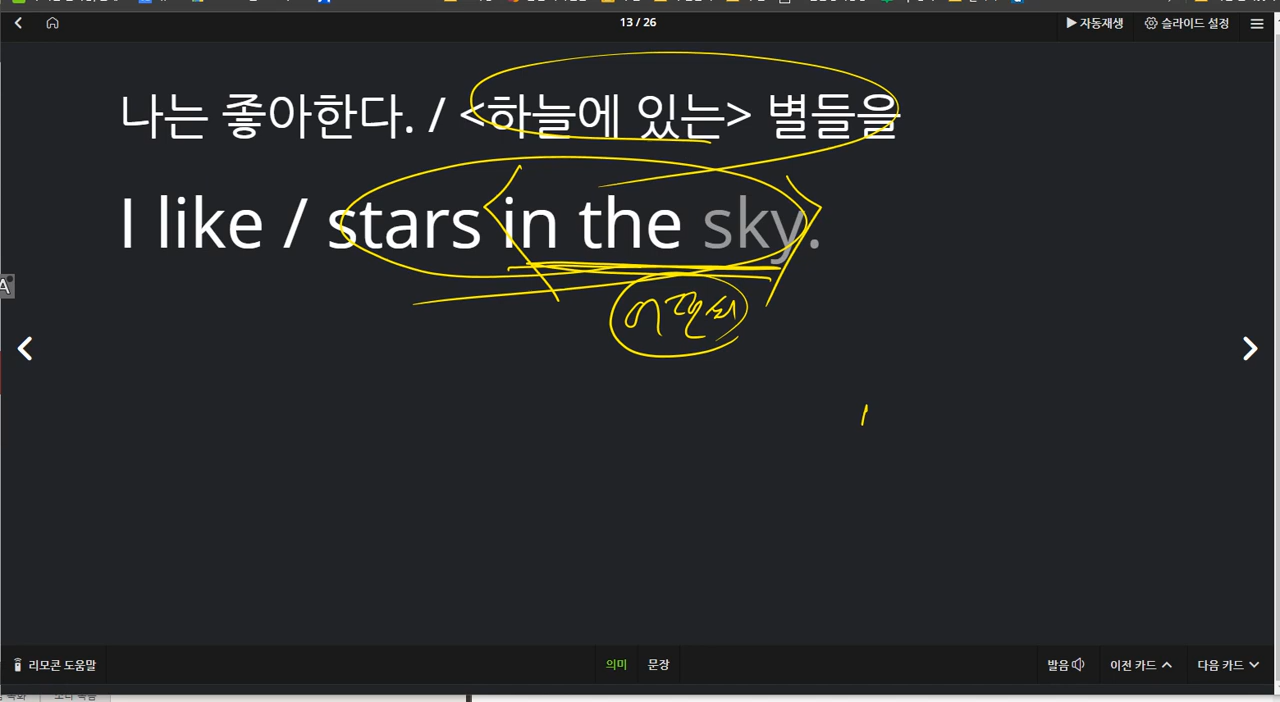 13 / 26
자동재생
슬라이드 설정
나는 좋아한다. / <하늘에 있는> 별들을
I like / stars in the sky.
A
리모콘 도움말
의미
문장
발음
이전 카드
다음 카드